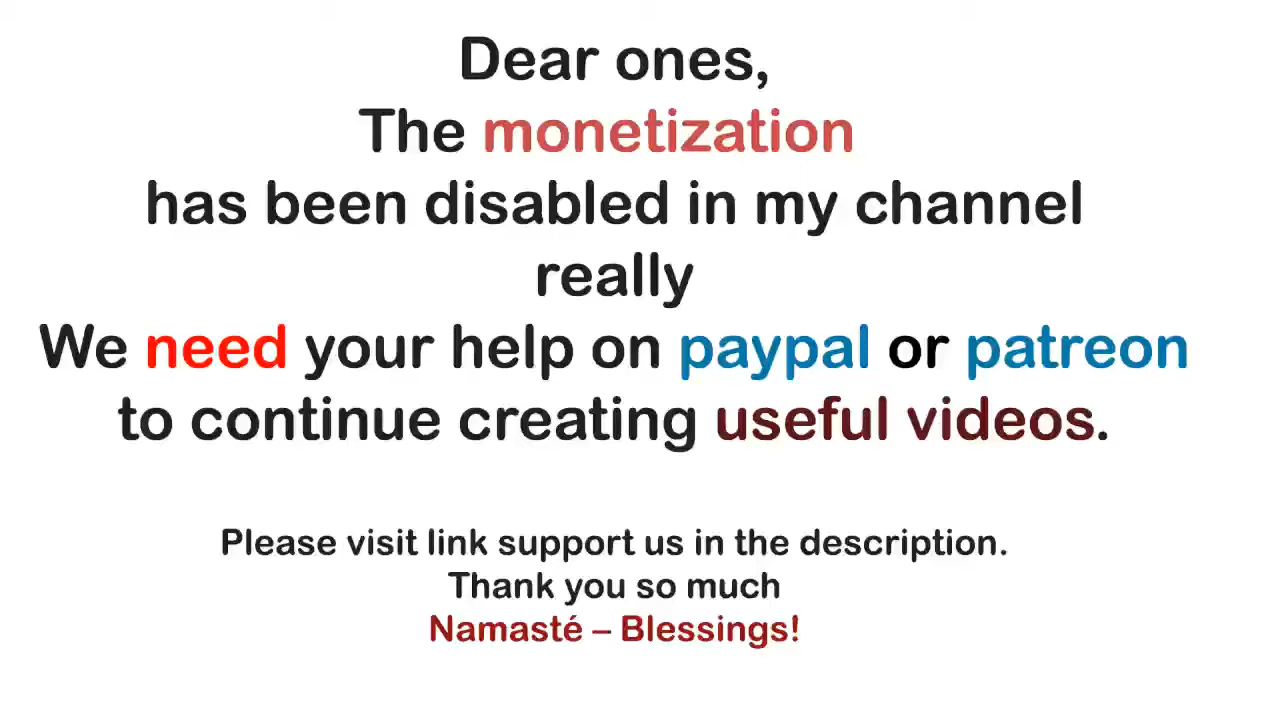 Dear ones,
The monetization
has been disabled in my channel
really
We need your help on paypal or patreon
to continue creating useful videos.
Please visit link support us in the description.
Thank you so much
Namasté – Blessings!